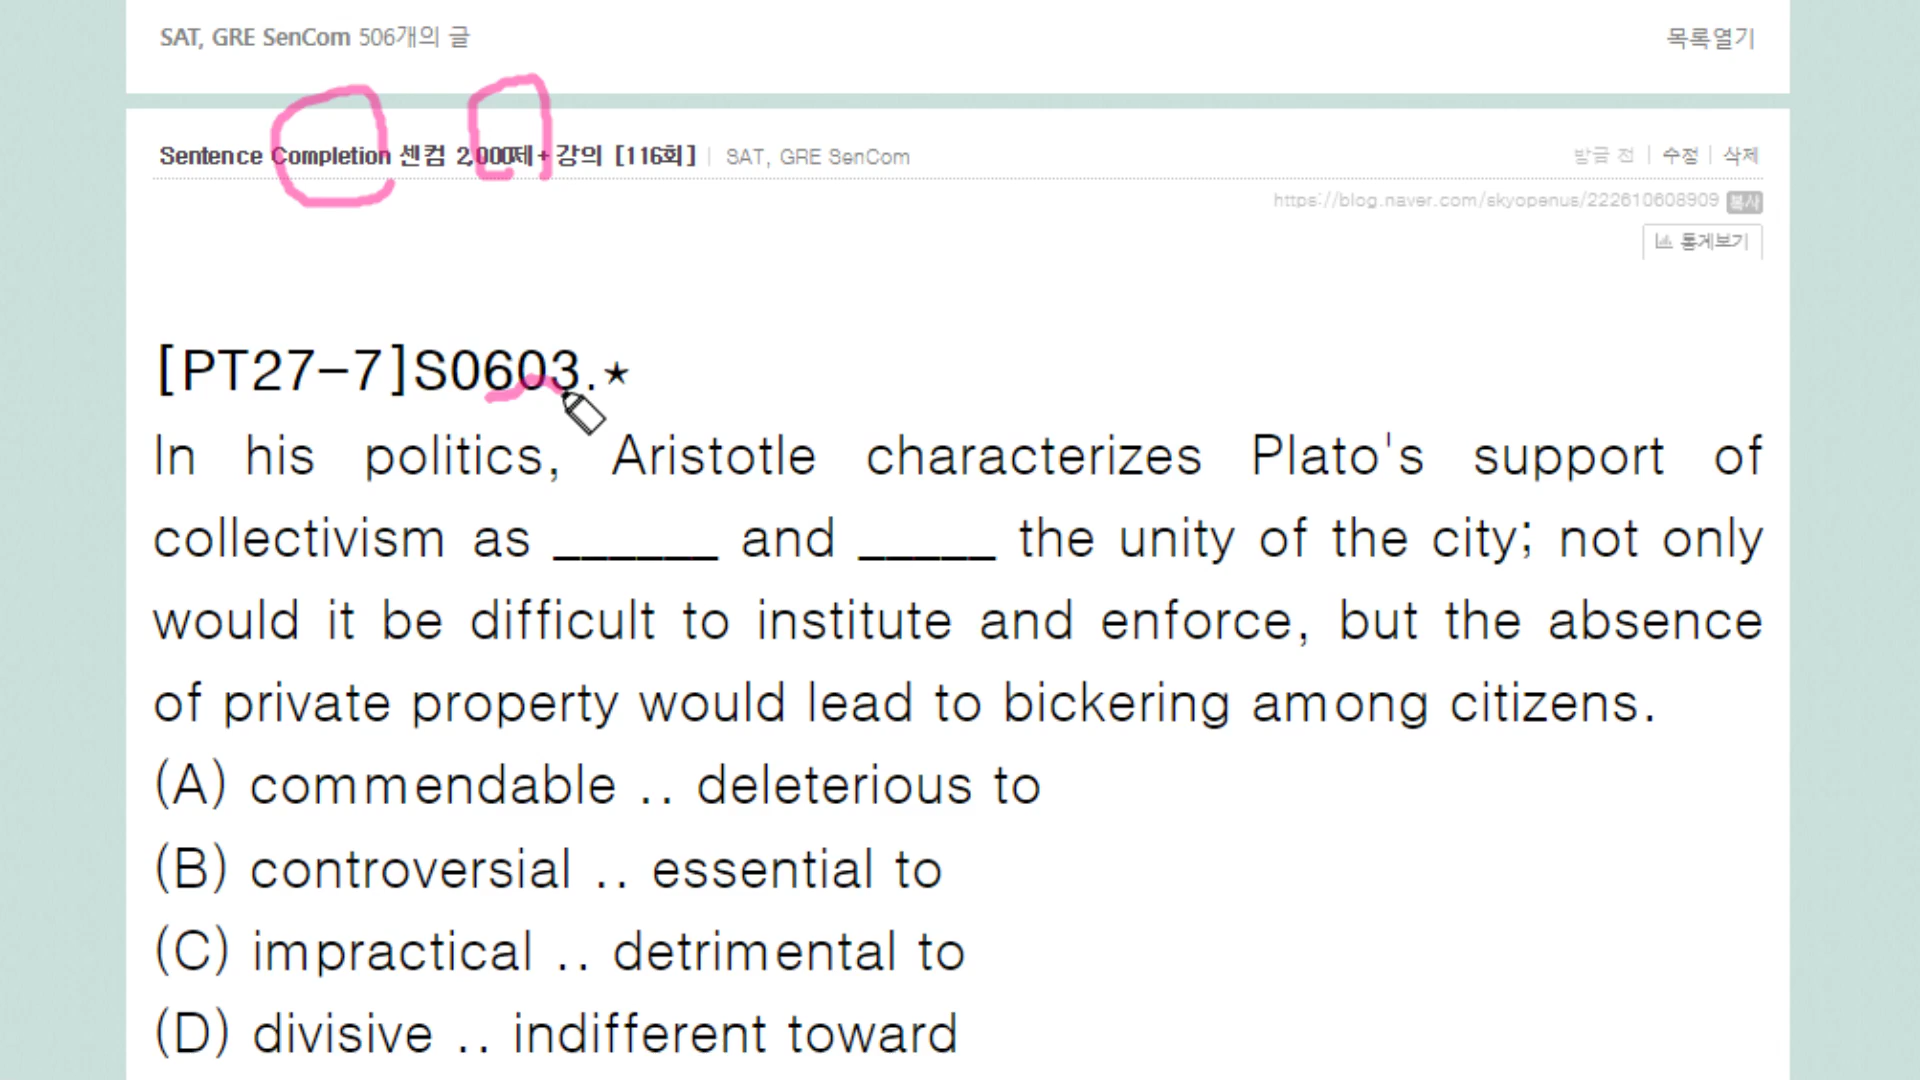 SAT, GRE SenCom 506개의 글
목록열기
Sentence Completion 센컴 2,000제+ 강의 [116회] | SAT, GRE SenCom
방금 전 | 수정 | 삭제
https://blog.naver.com/skyopenus/222610608909 복사
통계보기
[PT27-7]S0603.★
In his politics, Aristotle characterizes Plato's support of
collectivism as ______ and _____ the unity of the city; not only
would it be difficult to institute and enforce, but the absence
of private property would lead to bickering among citizens.
(A) commendable .. deleterious to
(B) controversial .. essential to
(C) impractical .. detrimental to
(D) divisive .. indifferent toward